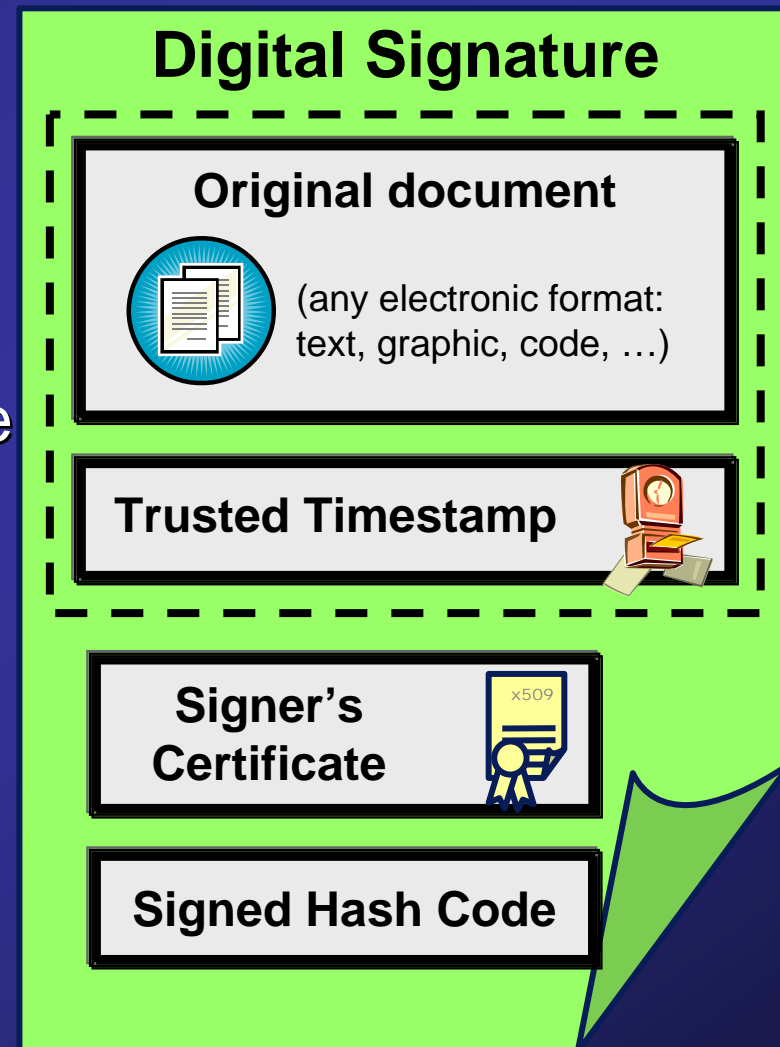 Digital Signature
Original document
(any electronic format:
text, graphic, code, …)
e
Trusted Timestamp
Signer’s
x509
Certificate
Signed Hash Code